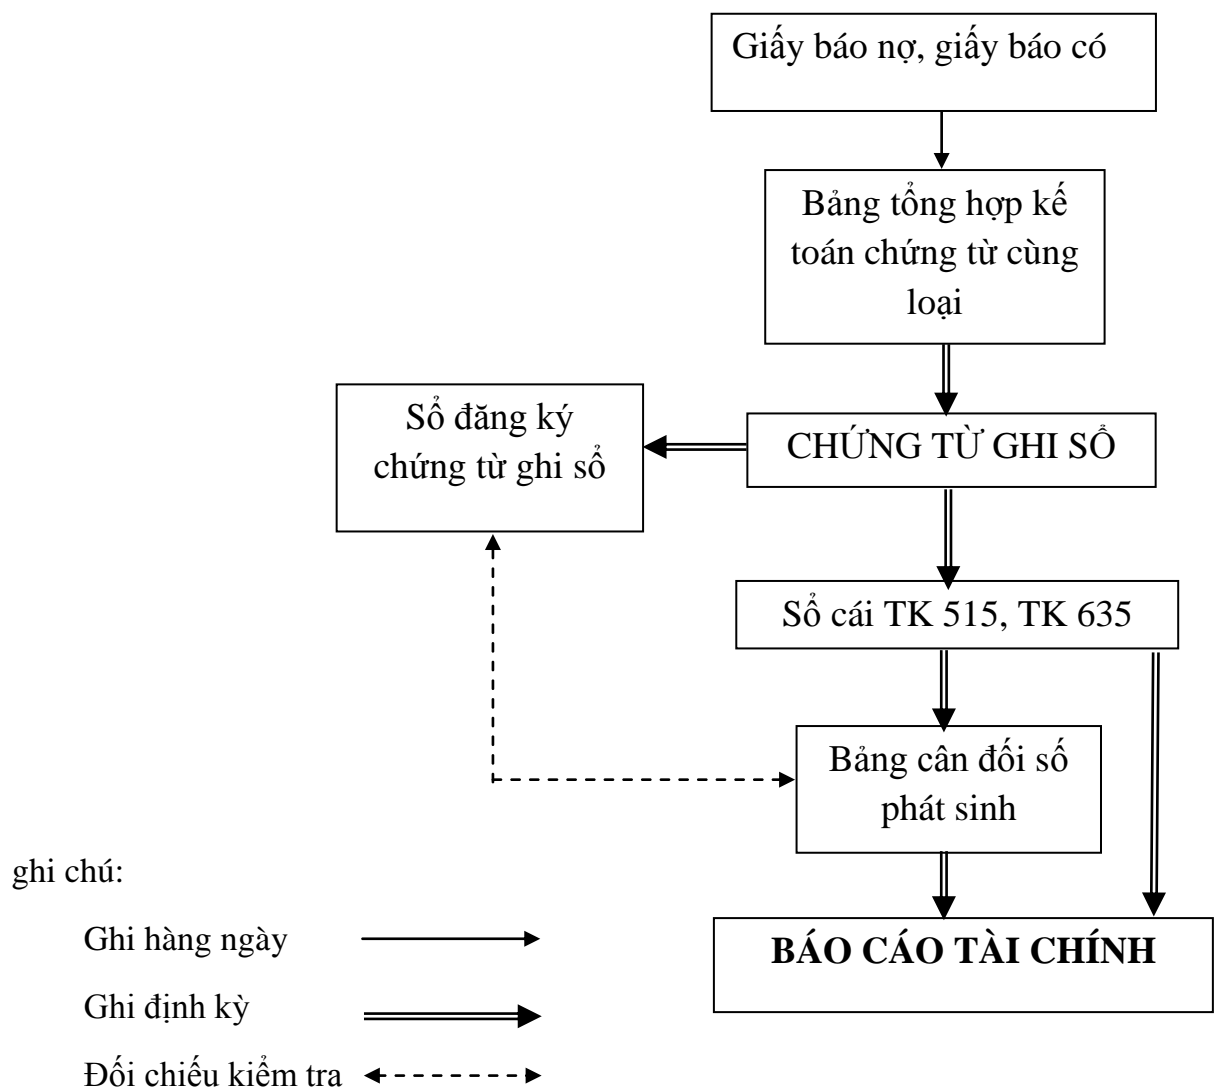 Giấy báo nợ, giấy báo có
Bảng tổng hợp kế
toán chứng từ cùng
loại
Sổ đăng ký
chứng từ ghi sổ
CHỨNG TỪ GHI SỔ
Sổ cái TK 515, TK 635
Bảng cân đối số
phát sinh
ghi chú:
Ghi hàng ngày
BÁO CÁO TÀI CHÍNH
Ghi định kỳ
Đối chiếu kiểm tra